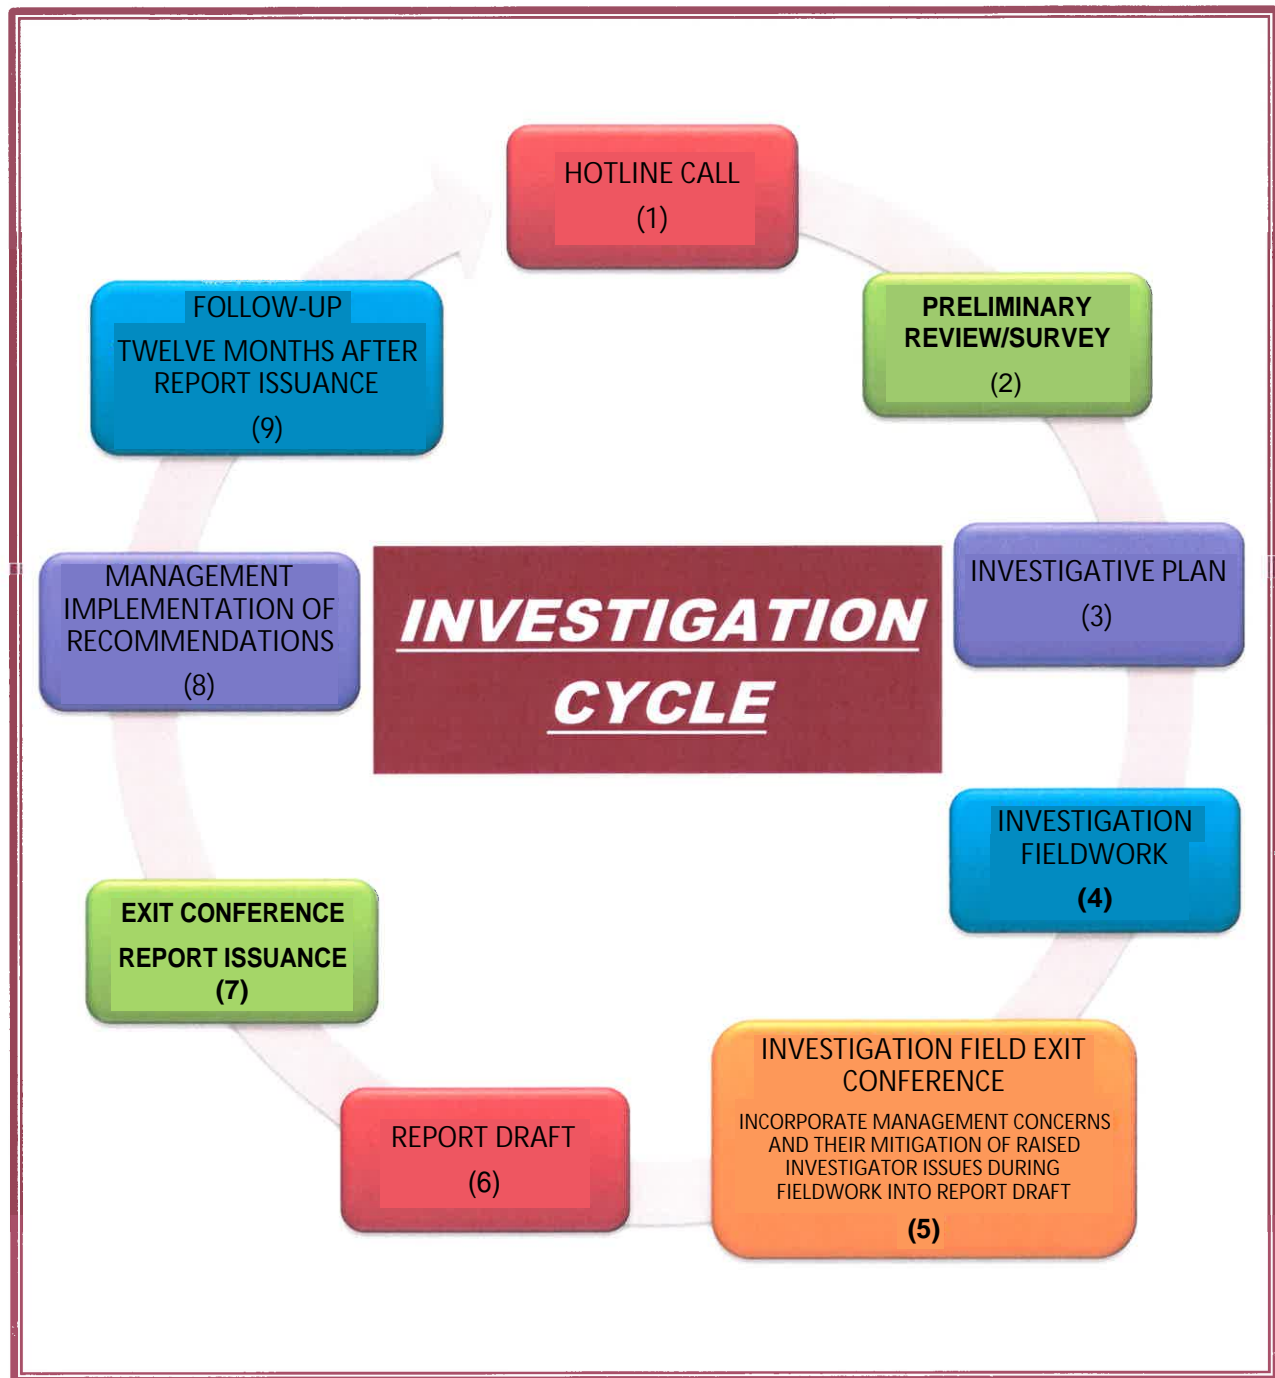 HOTLINE CALL
(1)
PRELIMINARY
REVIEW/SURVEY
(2)
INVESTIGATIVE PLAN
(3)
INVESTIGATION
FIELDWORK
(4)
INVESTIGATION FIELD EXIT
CONFERENCE
INCORPORATE MANAGEMENT CONCERNS
AND THEIR MITIGATION OF RAISED
INVESTIGATOR ISSUES DURING
FIELDWORK INTO REPORT DRAFT
(5)
REPORT DRAFT
(6)
EXIT CONFERENCE
REPORT ISSUANCE
(7)
MANAGEMENT
IMPLEMENTATION OF
RECOMMENDATIONS
(8)
FOLLOW-UP
TWELVE MONTHS AFTER
REPORT ISSUANCE
(9)
INVESTIGATION
CYCLE